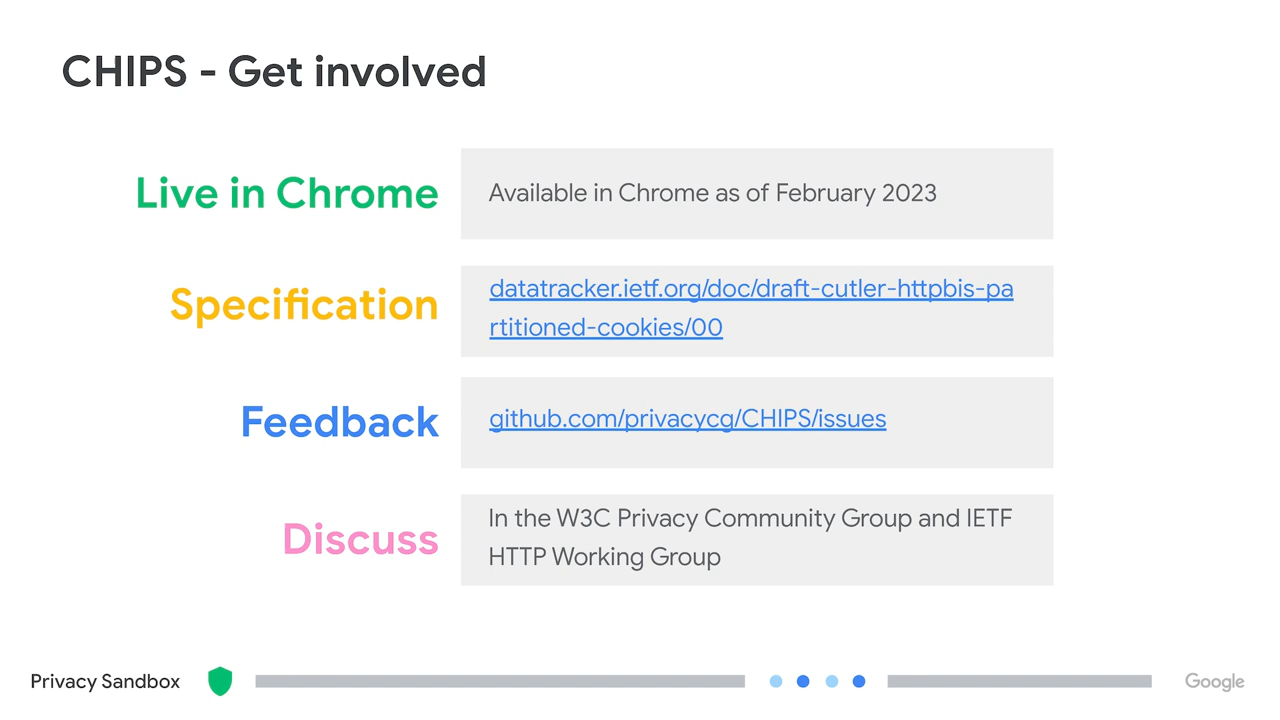 CHIPS - Get involved
Live in Chrome
Available in Chrome as of February 2023
Specification
datatracker.ietf.org/doc/draft-cutler-httpbis-pa
rtitioned-cookies/00
Feedback
github.com/privacycg/CHIPS/issues
Discuss
In the W3C Privacy Community Group and IETF
HTTP Working Group
Privacy Sandbox
Google